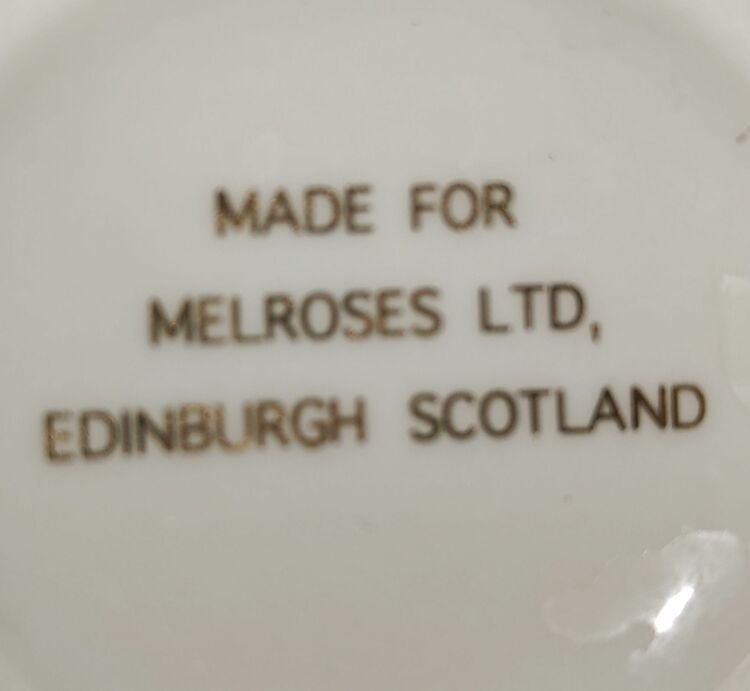 MADE FOR
MELROSES LTD,
EDINBURGH SCOTLAND